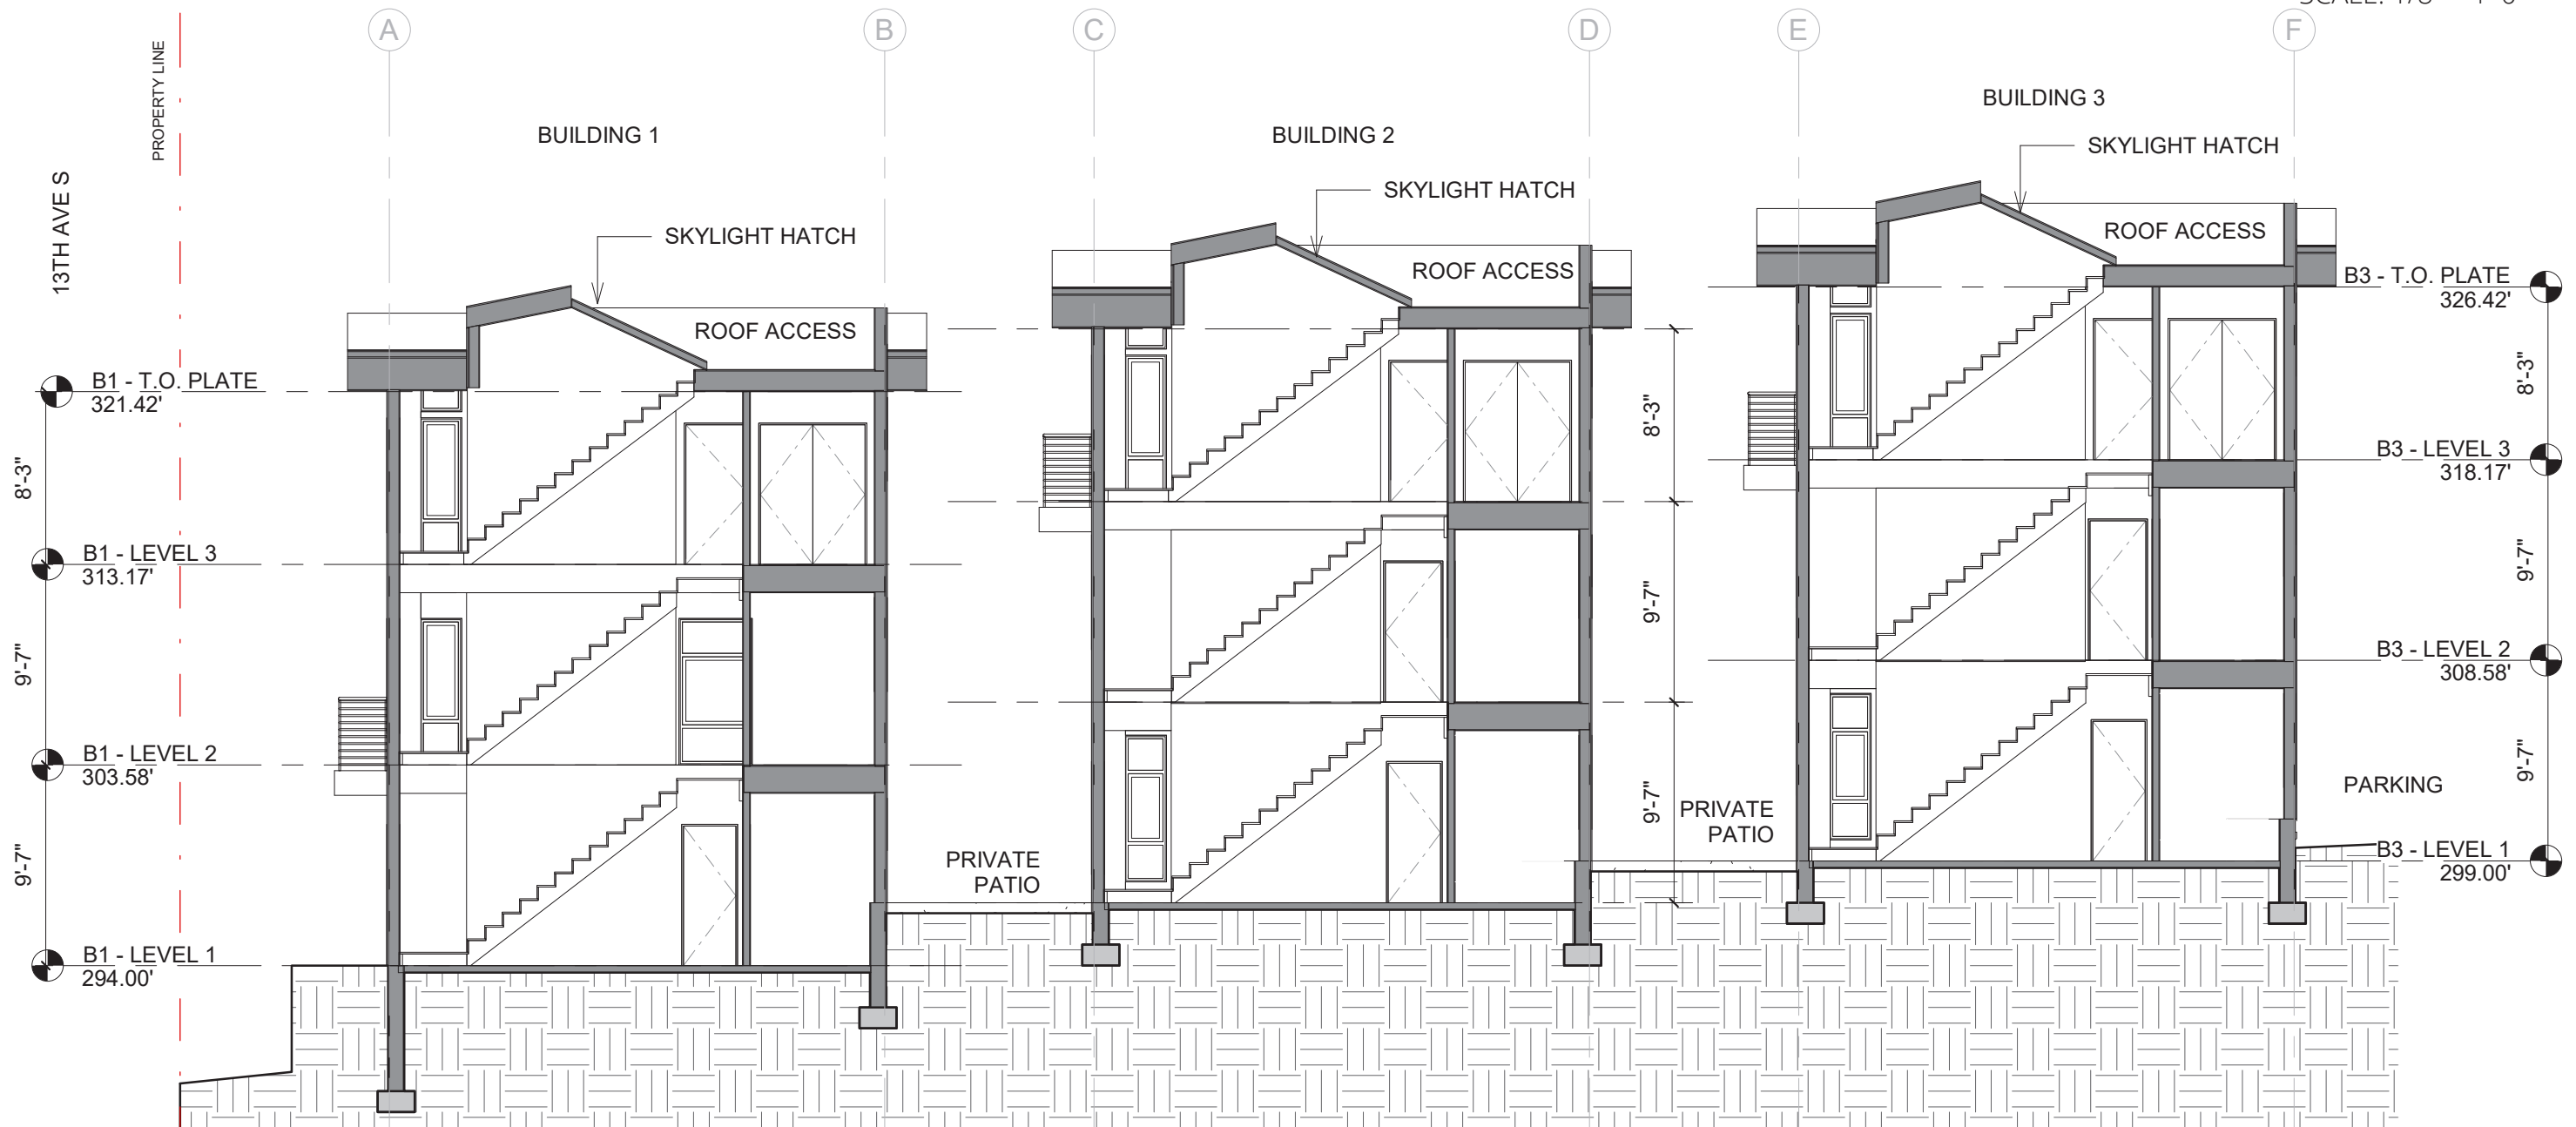 A
B
C
D
E
F
PROPERTY LINE
13TH AVE S
BUILDING 1
BUILDING 2
BUILDING 3
SKYLIGHT HATCH
SKYLIGHT HATCH
SKYLIGHT HATCH
ROOF ACCESS
ROOF ACCESS
ROOF ACCESS
B1 - T.O. PLATE
321.42'
8'-3"
B1 - LEVEL 3
313.17'
9'-7"
B1 - LEVEL 2
303.58'
9'-7"
B1 - LEVEL 1
294.00'
PRIVATE
PATIO
8'-3"
9'-7"
9'-7"
PRIVATE
PATIO
B3 - T.O. PLATE
326.42'
8'-3"
B3 - LEVEL 3
318.17'
9'-7"
B3 - LEVEL 2
308.58'
9'-7"
PARKING
B3 - LEVEL 1
299.00'